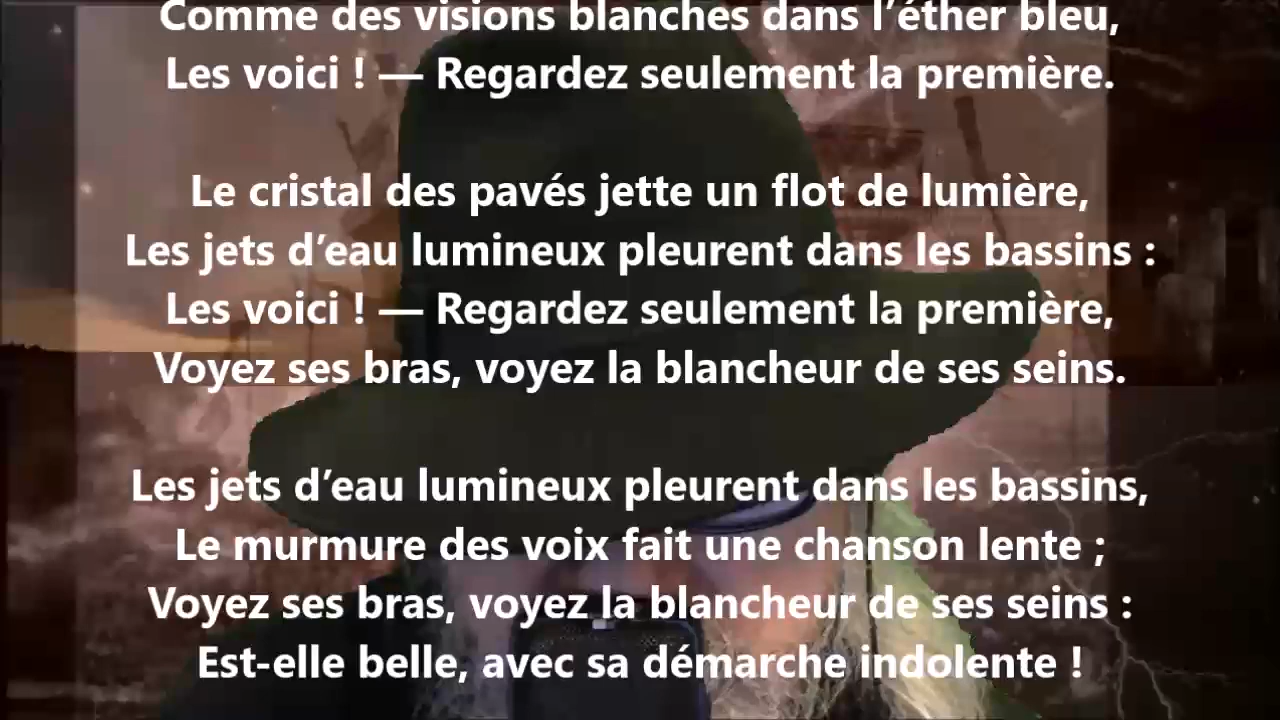 Comme des visions blanches dans l’éther bleu,
Les voici ! — Regardez seulement la première.
Le cristal des pavés jette un flot de lumière,
Les jets d’eau lumineux pleurent dans les bassins :
Les voici ! — Regardez seulement la première,
Voyez ses bras, voyez la blancheur de ses seins.
Les jets d’eau lumineux pleurent dans les bassins,
Le murmure des voix fait une chanson lente ;
Voyez ses bras, voyez la blancheur de ses seins :
Est-elle belle, avec sa démarche indolente !